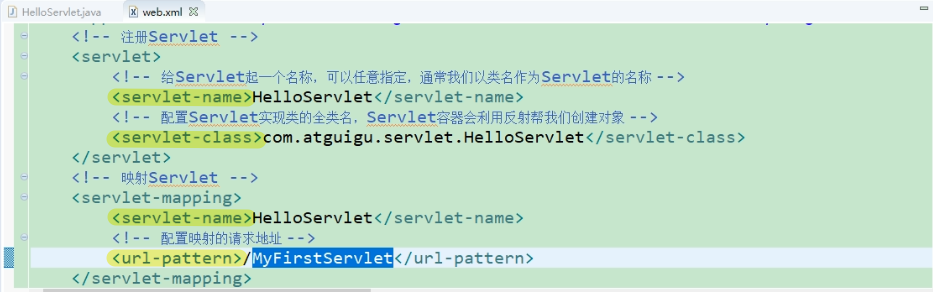 HelloServlet.java web.xml
<!-- 注册Servlet -->
<servlet>
<!-- 给Servlet起一个名称，可以任意指定，通常我们以类名作为Servlet的名称 -->
<servlet-name>HelloServlet</servlet-name>
<!-- 配置Servlet实现类的全类名，Servlet容器会利用反射帮我们创建对象 -->
<servlet-class>com.atguigu.servlet.HelloServlet</servlet-class>
</servlet>
<!-- 映射Servlet -->
<servlet-mapping>
<servlet-name>HelloServlet</servlet-name>
<!-- 配置映射的请求地址 -->
<url-pattern>/MyFirstServlet</url-pattern>
</servlet-mapping>